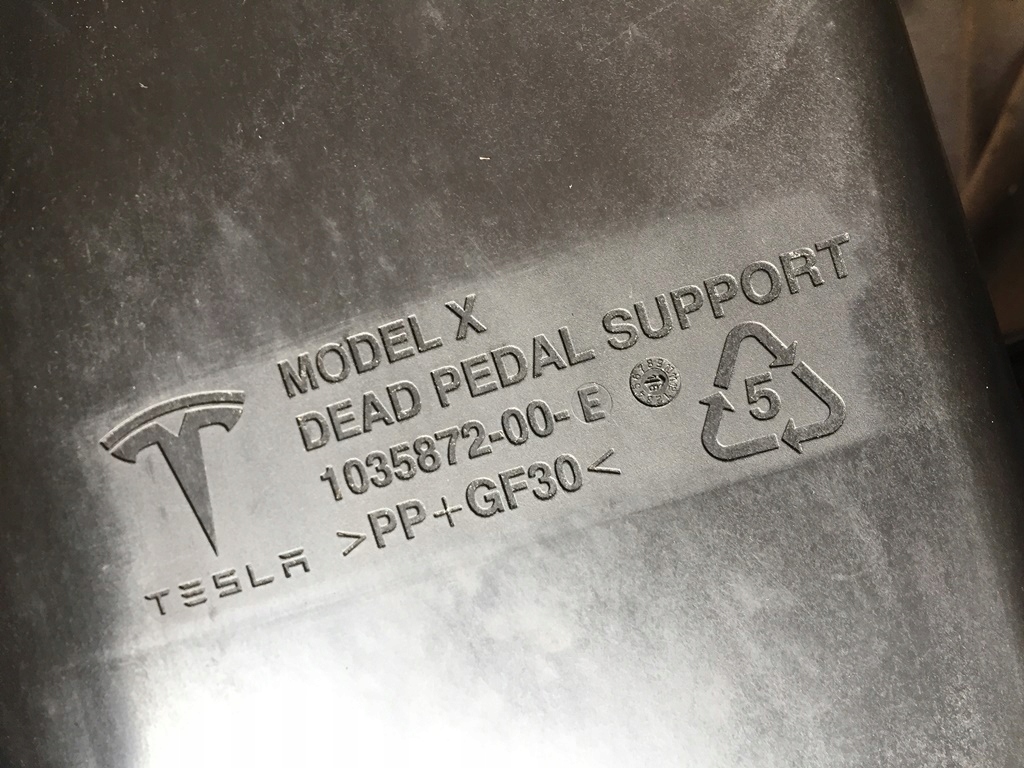 MODEL X
DEAD PEDAL SUPPORT
1035872-00-E
>PP+GF30<
5
TESLA